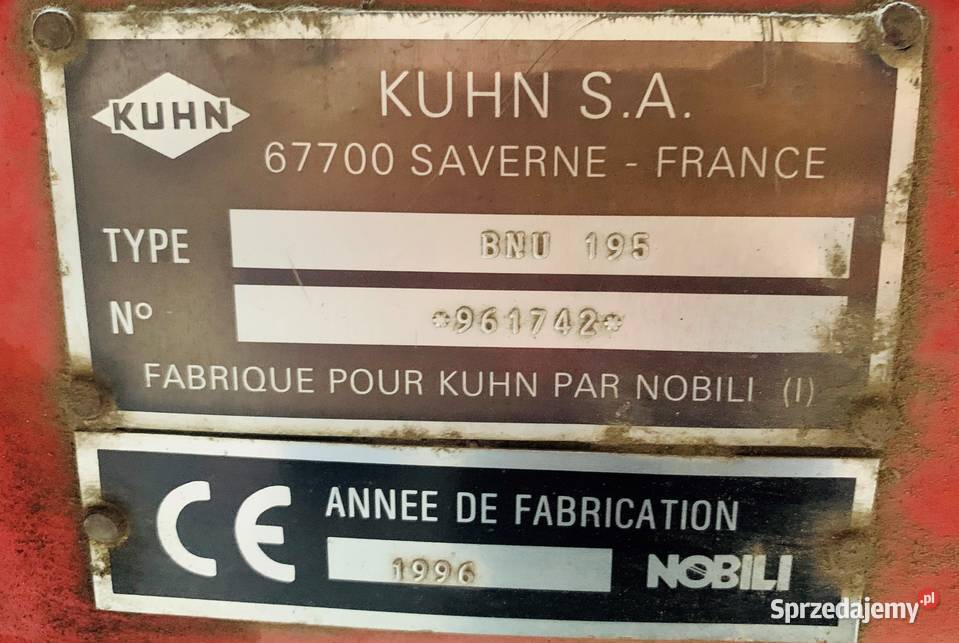 KUHN
KUHN S.A.
67700 SAVERNE - FRANCE
TYPE BNU 195
N° *961742*
FABRIQUE POUR KUHN PAR NOBILI (I)
CE
ANNEE DE FABRICATION
1996
NOBILI
Sprzedajemy.pl